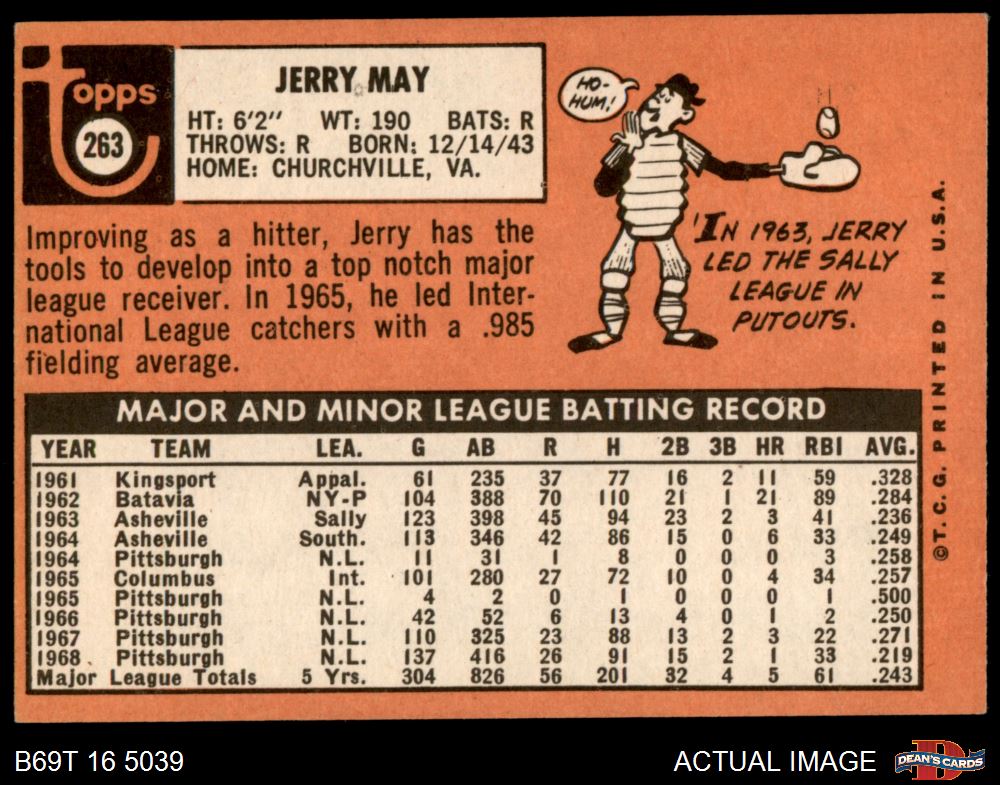 Topps
263
JERRY MAY
HT: 6'2" WT: 190 BATS: R
THROWS: R BORN: 12/14/43
HOME: CHURCHVILLE, VA.
HO-
HUM!
Improving as a hitter, Jerry has the
tools to develop into a top notch major
league receiver. In 1965, he led Inter-
national League catchers with a .985
fielding average.
IN 1963, JERRY
LED THE SALLY
LEAGUE IN
PUTOUTS.
MAJOR AND MINOR LEAGUE BATTING RECORD
YEAR TEAM LEA. G AB R H 2B 3B HR RBI AVG.
1961 Kingsport Appal. 61 235 37 77 16 2 11 59 .328
1962 Batavia NY-P 104 388 70 110 21 1 21 89 .284
1963 Asheville Sally 123 398 45 94 23 2 3 41 .236
1964 Asheville South. 113 346 42 86 15 0 6 33 .249
1964 Pittsburgh N.L. 11 31 1 8 0 0 0 3 .258
1965 Columbus Int. 101 280 27 72 10 0 4 34 .257
1965 Pittsburgh N.L. 4 2 0 1 0 0 0 1 .500
1966 Pittsburgh N.L. 42 52 6 13 4 0 1 2 .250
1967 Pittsburgh N.L. 110 325 23 88 13 2 3 22 .271
1968 Pittsburgh N.L. 137 416 26 91 15 2 1 33 .219
Major League Totals 5 Yrs. 304 826 56 201 32 4 5 61 .243
©T.C.G. PRINTED IN U.S.A.
B69T 16 5039
ACTUAL IMAGE
D
DEAN'S CARDS